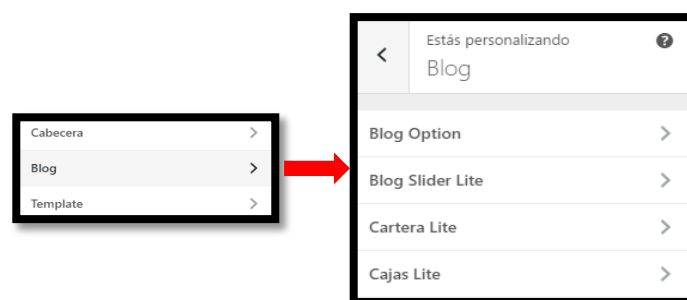 Cabecera
Blog
Template
Estás personalizando
Blog
Blog Option
Blog Slider Lite
Cartera Lite
Cajas Lite